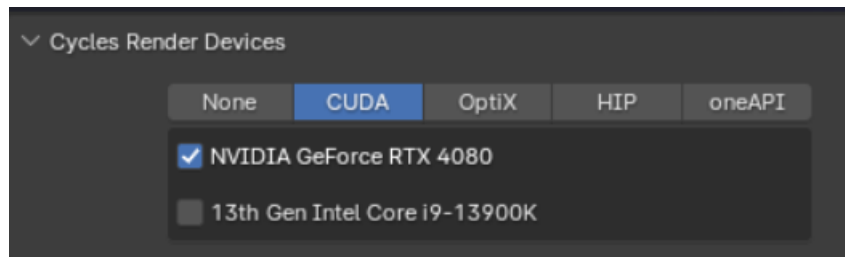 Cycles Render Devices
None CUDA OptiX HIP oneAPI
NVIDIA GeForce RTX 4080
13th Gen Intel Core i9-13900K